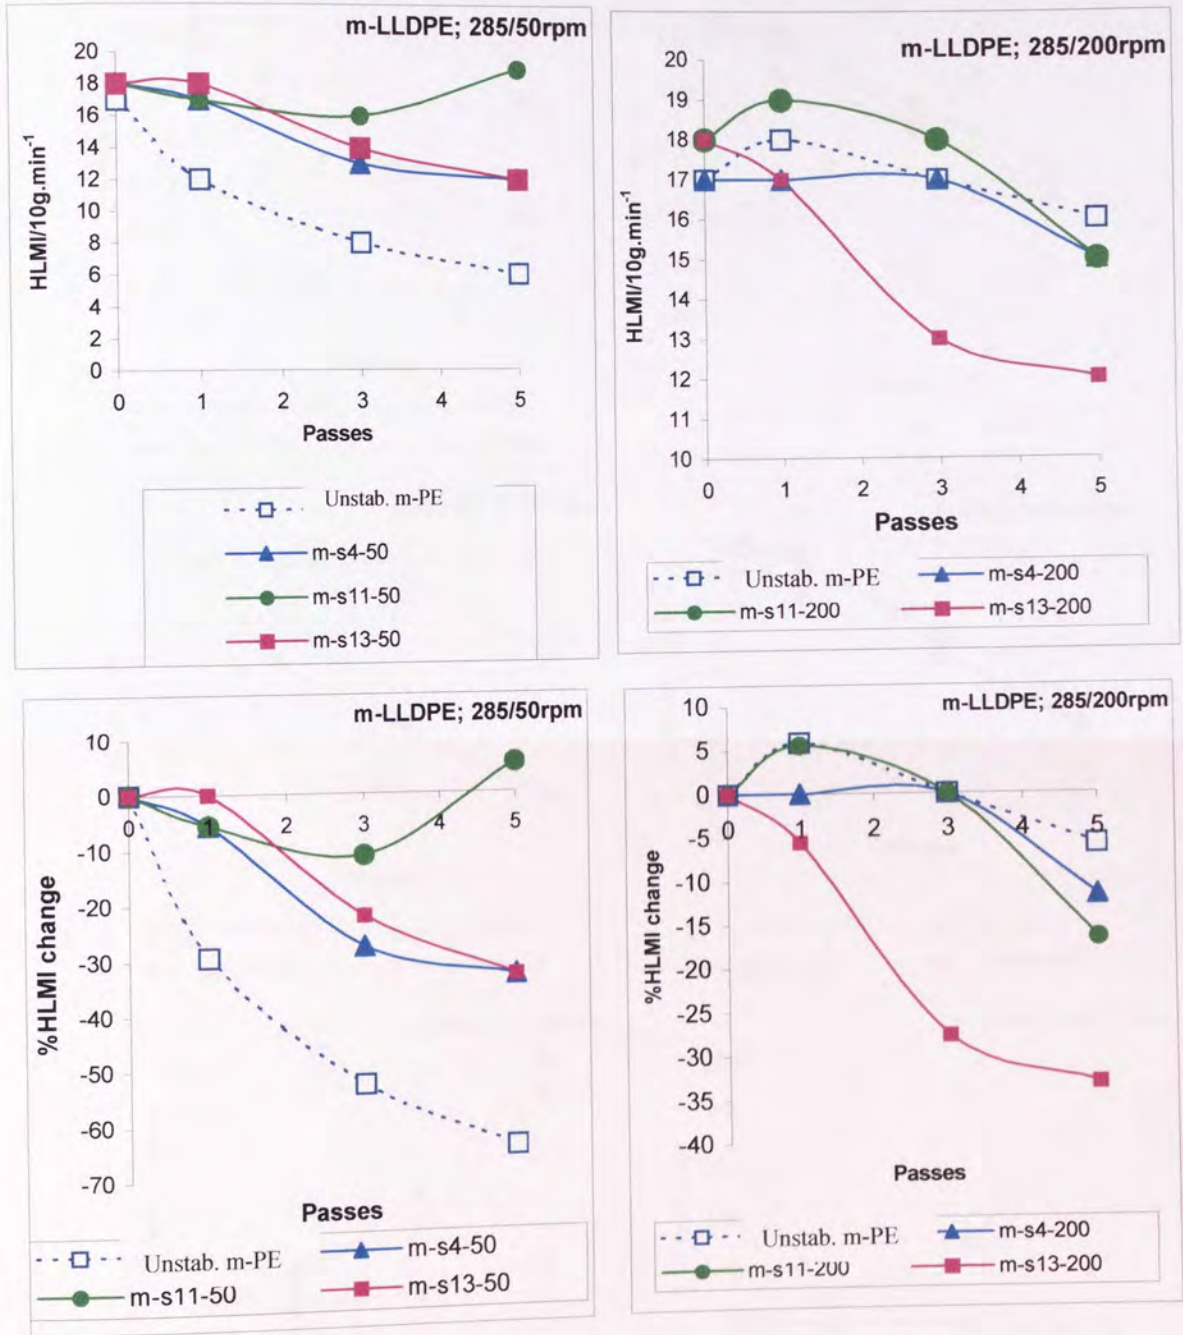 m-LLDPE; 285/50rpm
20
18
16
14
12
10
8
6
4
2
0
HLMI/10g.min-1
0 1 2 3 4 5
Passes
Unstab. m-PE
m-s4-50
m-s11-50
m-s13-50
m-LLDPE; 285/200rpm
20
19
18
17
16
15
14
13
12
11
10
HLMI/10g.min-1
0 1 2 3 4 5
Passes
Unstab. m-PE m-s4-200
m-s11-200 m-s13-200
m-LLDPE; 285/50rpm
10
0
-10
-20
-30
-40
-50
-60
-70
%HLMI change
0 1 2 3 4 5
Passes
Unstab. m-PE m-s4-50
m-s11-50 m-s13-50
m-LLDPE; 285/200rpm
10
5
0
-5
-10
-15
-20
-25
-30
-35
-40
%HLMI change
0 1 2 3 4 5
Passes
Unstab. m-PE m-s4-200
m-s11-200 m-s13-200